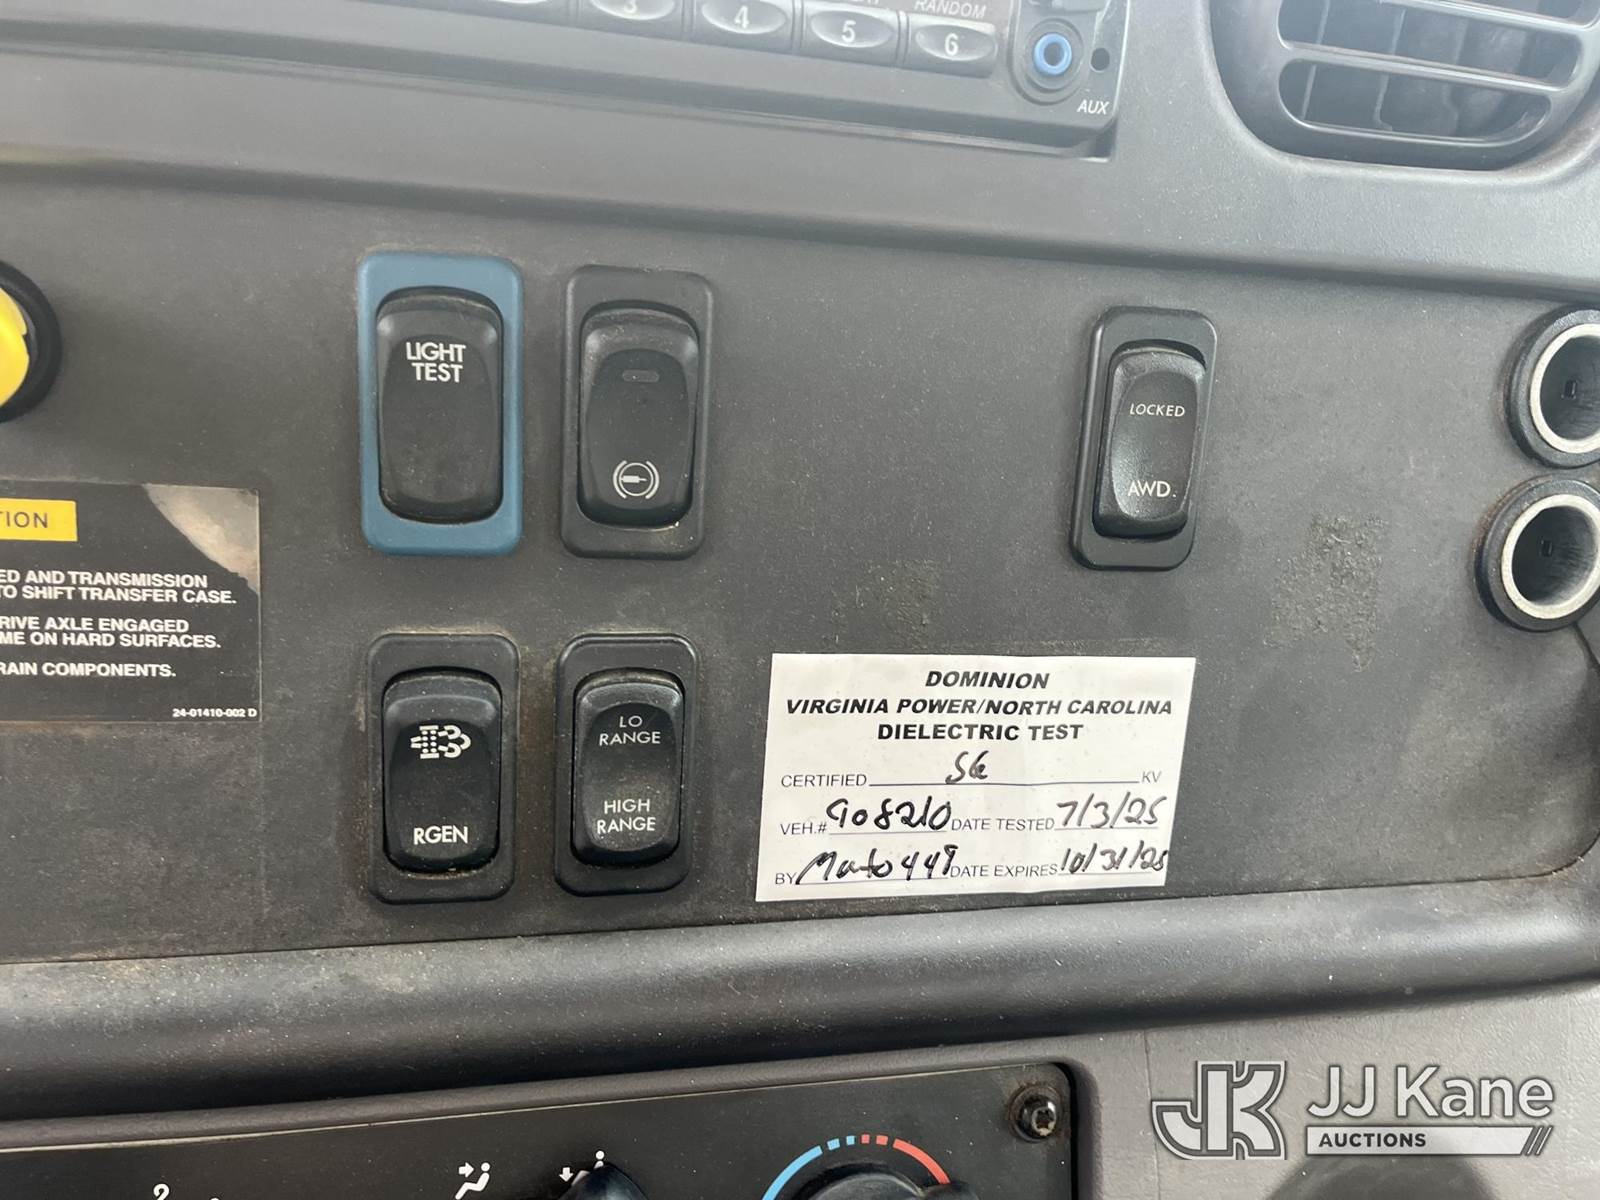 3
4
5
RANDOM
6
AUX
LIGHT
TEST
LOCKED
AWD
TION
ED AND TRANSMISSION
TO SHIFT TRANSFER CASE.
RIVE AXLE ENGAGED
ME ON HARD SURFACES.
RAIN COMPONENTS.
24-01410-002 D
RGEN
LO
RANGE
HIGH
RANGE
DOMINION
VIRGINIA POWER/NORTH CAROLINA
DIELECTRIC TEST
CERTIFIED KV
VEH.# 908210 DATE TESTED 7/3/25
BY 449 DATE EXPIRES 10/31/25
JK JJ Kane
AUCTIONS